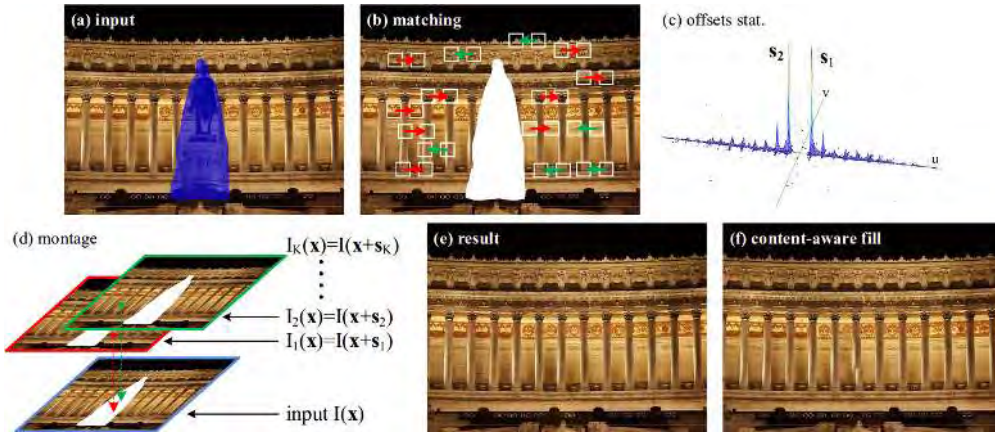 (a) input
(b) matching
(c) offsets stat.
s2
s1
v
u
(d) montage
IK(x)=I(x+sK)
I2(x)=I(x+s2)
I1(x)=I(x+s1)
input I(x)
(e) result
(f) content-aware fill